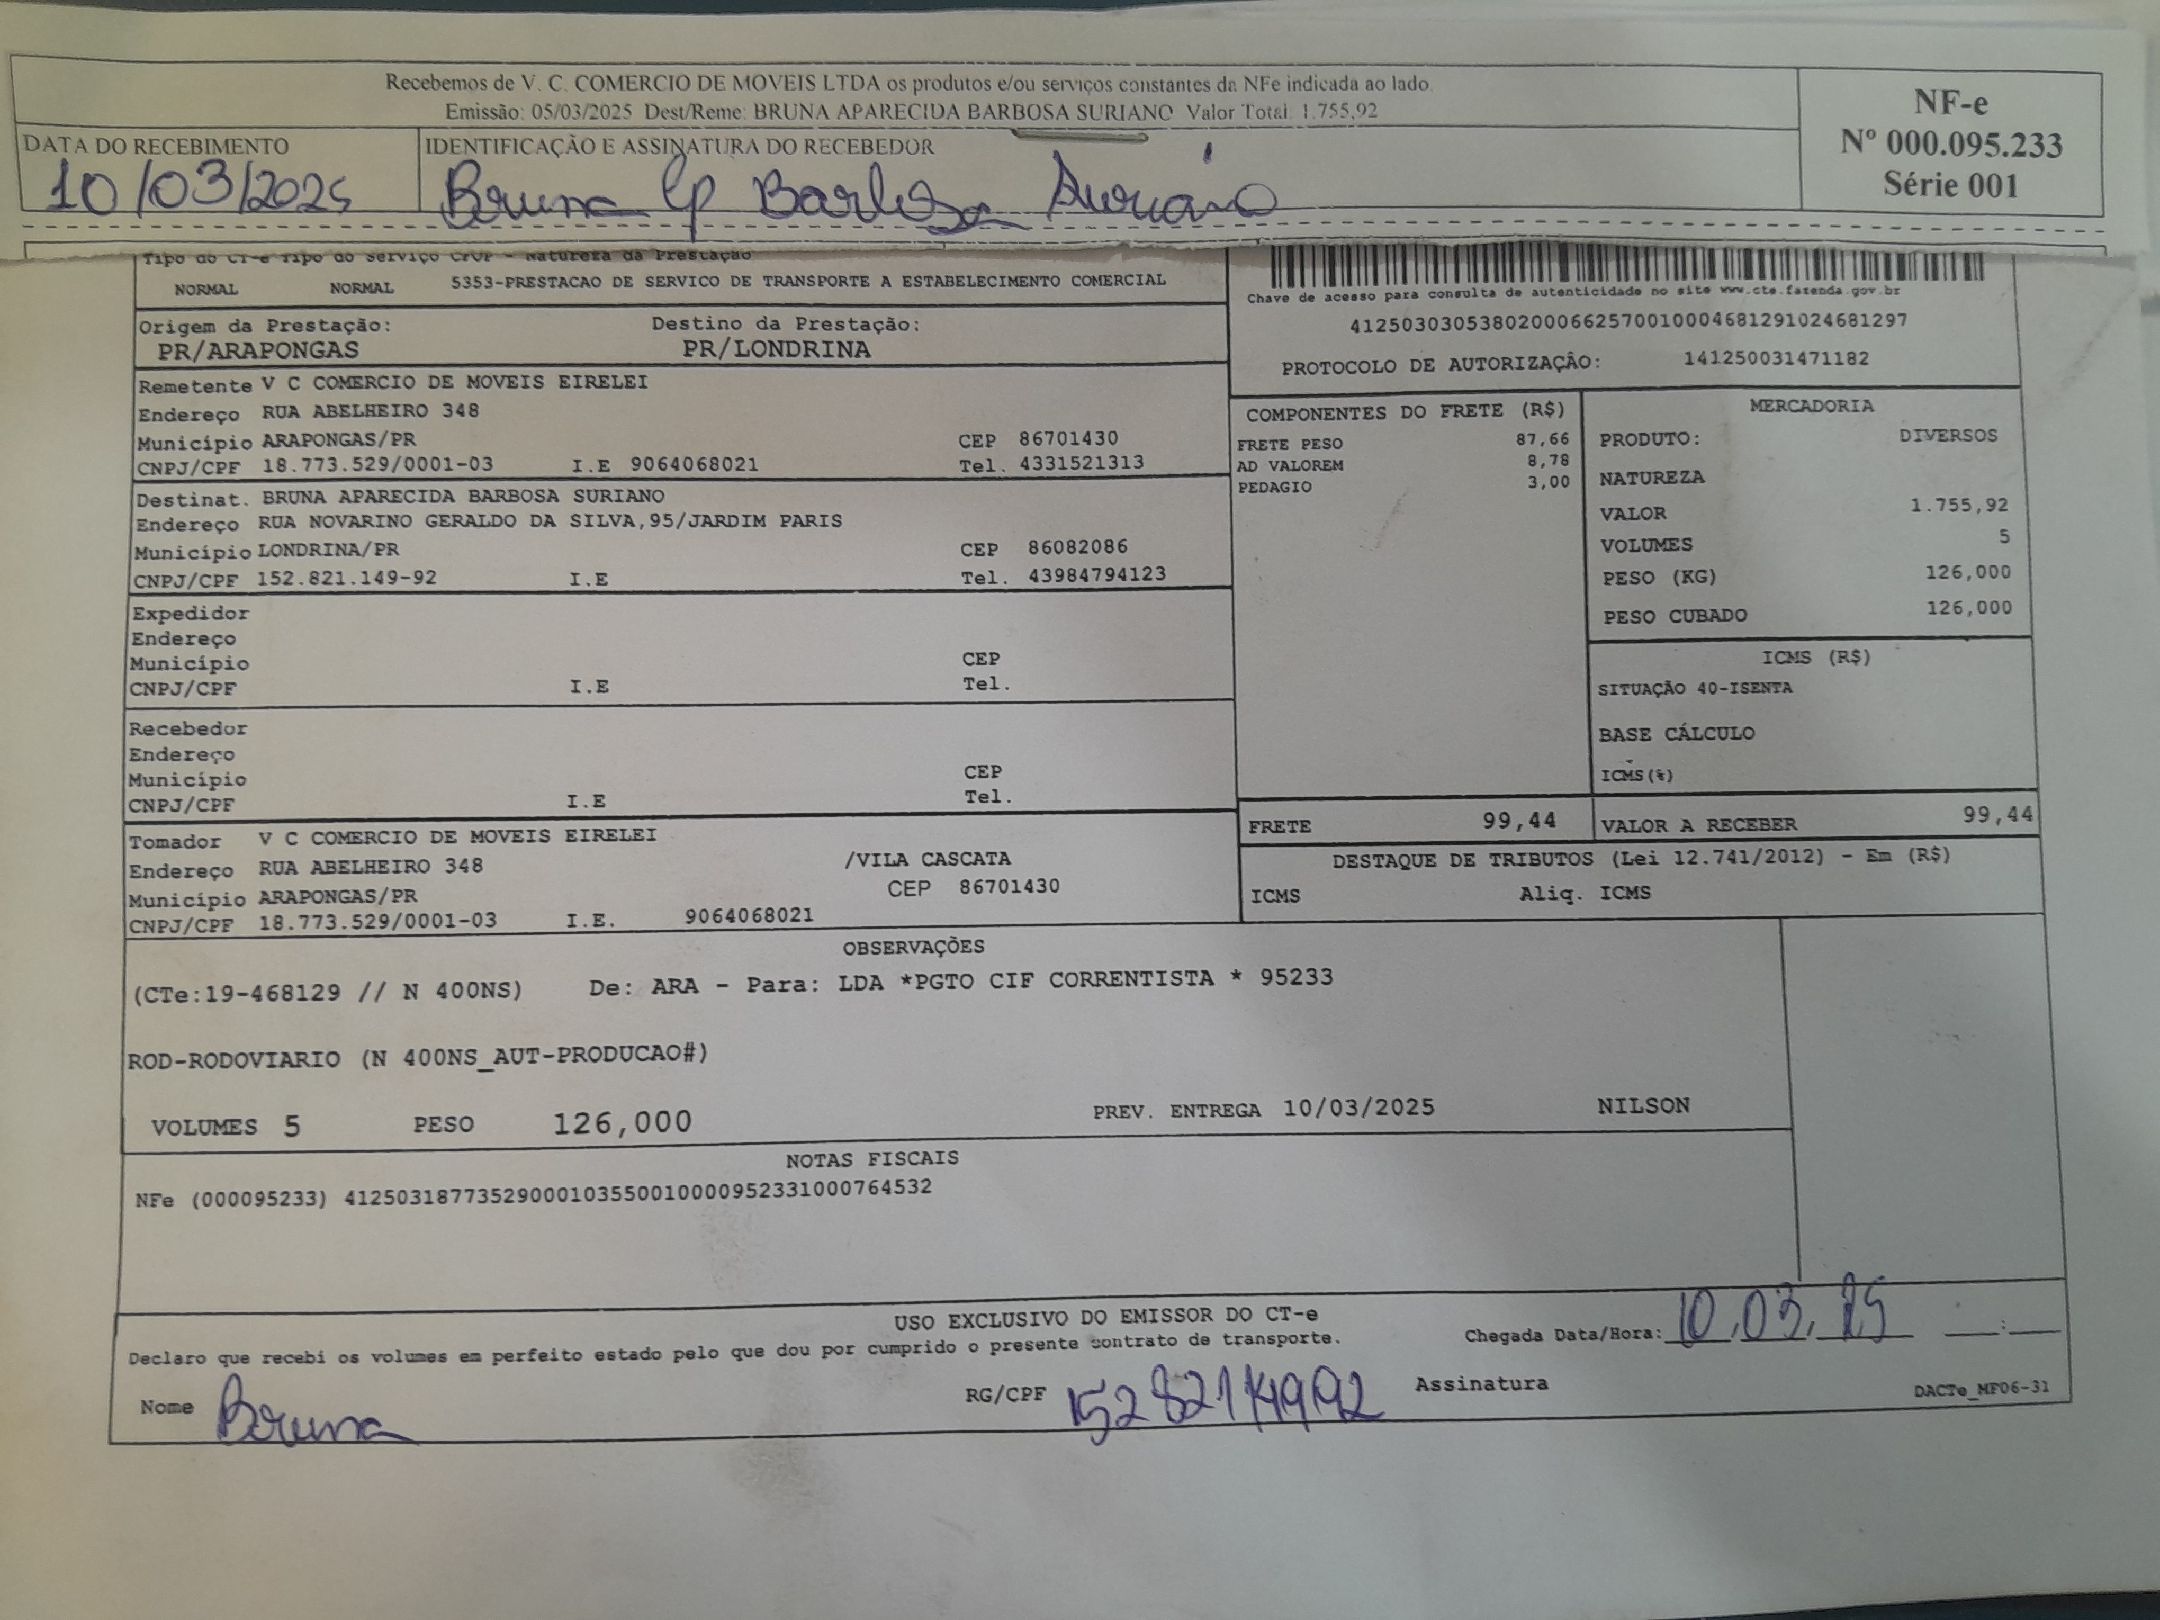 Recebemos de V. C. COMERCIO DE MOVEIS LTDA os produtos e/ou serviços constantes da NFe indicada ao lado.
Emissão: 05/03/2025 Dest/Reme: BRUNA APARECIDA BARBOSA SURIANO Valor Total: 1.755,92
NF-e
Nº 000.095.233
Série 001
DATA DO RECEBIMENTO
10/03/2025
IDENTIFICAÇÃO E ASSINATURA DO RECEBEDOR
Bruna Ap Barbosa Suriano
Tipo do CT-e Tipo do Serviço CFOP - Natureza da Prestação
NORMAL NORMAL 5353-PRESTACAO DE SERVICO DE TRANSPORTE A ESTABELECIMENTO COMERCIAL
Chave de acesso para consulta de autenticidade no site www.cte.fazenda.gov.br
41250303053802000662570010004681291024681297
PROTOCOLO DE AUTORIZAÇÃO: 141250031471182
Origem da Prestação: Destino da Prestação:
PR/ARAPONGAS PR/LONDRINA
Remetente V C COMERCIO DE MOVEIS EIRELEI
Endereço RUA ABELHEIRO 348
Município ARAPONGAS/PR CEP 86701430
CNPJ/CPF 18.773.529/0001-03 I.E 9064068021 Tel. 4331521313
Destinat. BRUNA APARECIDA BARBOSA SURIANO
Endereço RUA NOVARINO GERALDO DA SILVA,95/JARDIM PARIS
Município LONDRINA/PR CEP 86082086
CNPJ/CPF 152.821.149-92 I.E Tel. 43984794123
Expedidor
Endereço
Município CEP
CNPJ/CPF I.E Tel.
Recebedor
Endereço
Município CEP
CNPJ/CPF I.E Tel.
Tomador V C COMERCIO DE MOVEIS EIRELEI
Endereço RUA ABELHEIRO 348 /VILA CASCATA
Município ARAPONGAS/PR CEP 86701430
CNPJ/CPF 18.773.529/0001-03 I.E. 9064068021
COMPONENTES DO FRETE (R$)
FRETE PESO 87,66
AD VALOREM 8,78
PEDAGIO 3,00
MERCADORIA
PRODUTO: DIVERSOS
NATUREZA
VALOR 1.755,92
VOLUMES 5
PESO (KG) 126,000
PESO CUBADO 126,000
ICMS (R$)
SITUAÇÃO 40-ISENTA
BASE CÁLCULO
ICMS(%)
FRETE 99,44 VALOR A RECEBER 99,44
DESTAQUE DE TRIBUTOS (Lei 12.741/2012) - Em (R$)
ICMS Aliq. ICMS
OBSERVAÇÕES
(CTe:19-468129 // N 400NS) De: ARA - Para: LDA *PGTO CIF CORRENTISTA * 95233
ROD-RODOVIARIO (N 400NS_AUT-PRODUCAO#)
VOLUMES 5 PESO 126,000 PREV. ENTREGA 10/03/2025 NILSON
NOTAS FISCAIS
NFe (000095233) 41250318773529000103550010000952331000764532
USO EXCLUSIVO DO EMISSOR DO CT-e
Declaro que recebi os volumes em perfeito estado pelo que dou por cumprido o presente contrato de transporte.
Chegada Data/Hora: 10.03.25 __:__
Nome Bruna RG/CPF 15282114992 Assinatura
DACTe_MF06-31